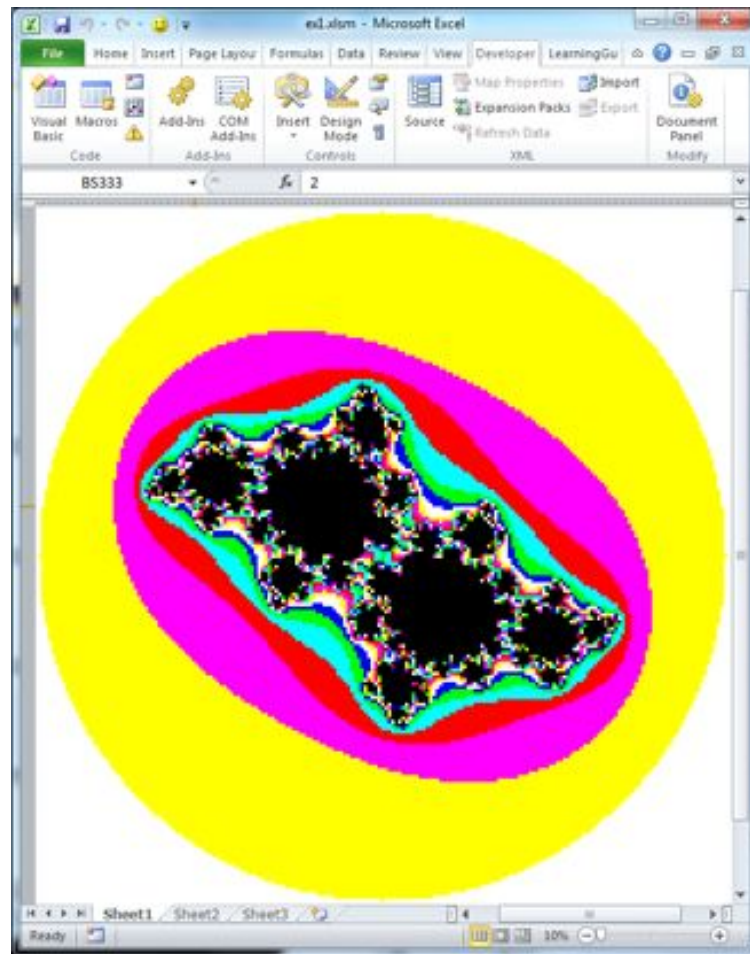 ex1.xlsm - Microsoft Excel
File Home Insert Page Layou Formulas Data Review View Developer LearningGu
Visual Basic
Macros
Code
Add-Ins
COM Add-Ins
Add-Ins
Insert
Design Mode
Controls
Source
Map Properties
Expansion Packs
Refresh Data
Import
Export
XML
Document Panel
Modify
BS333
fx 2
Sheet1 Sheet2 Sheet3
Ready
10%